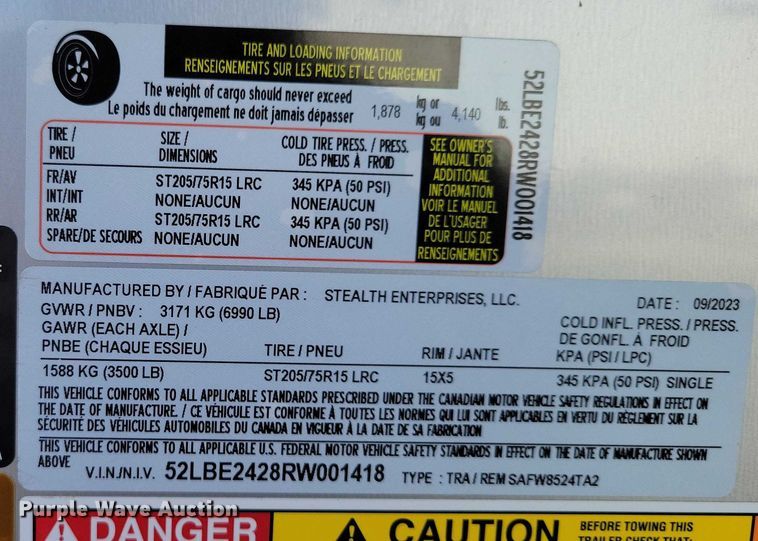 TIRE AND LOADING INFORMATION
RENSEIGNEMENTS SUR LES PNEUS ET LE CHARGEMENT
The weight of cargo should never exceed
Le poids du chargement ne doit jamais dépasser 1,878 kg or kg ou 4,140 lbs. lb.
TIRE / PNEU SIZE / DIMENSIONS COLD TIRE PRESS. / PRESS. DES PNEUS À FROID
FR/AV ST205/75R15 LRC 345 KPA (50 PSI)
INT/INT NONE/AUCUN NONE/AUCUN
RR/AR ST205/75R15 LRC 345 KPA (50 PSI)
SPARE/DE SECOURS NONE/AUCUN NONE/AUCUN
SEE OWNER'S
MANUAL FOR
ADDITIONAL
INFORMATION
VOIR LE MANUEL
DE L'USAGER
POUR PLUS DE
RENSEIGNEMENTS
52LBE2428RW001418
MANUFACTURED BY / FABRIQUÉ PAR : STEALTH ENTERPRISES, LLC. DATE : 09/2023
GVWR / PNBV : 3171 KG (6990 LB)
GAWR (EACH AXLE) /
PNBE (CHAQUE ESSIEU) TIRE / PNEU RIM / JANTE
COLD INFL. PRESS. / PRESS.
DE GONFL. À FROID
KPA (PSI / LPC)
1588 KG (3500 LB) ST205/75R15 LRC 15X5 345 KPA (50 PSI) SINGLE
THIS VEHICLE CONFORMS TO ALL APPLICABLE STANDARDS PRESCRIBED UNDER THE CANADIAN MOTOR VEHICLE SAFETY REGULATIONS IN EFFECT ON
THE DATE OF MANUFACTURE. / CE VÉHICULE EST CONFORME À TOUTES LES NORMES QUI LUI SONT APPLICABLES EN VERTU DU RÈGLEMENT SUR LA
SÉCURITÉ DES VÉHICULES AUTOMOBILES DU CANADA EN VIGUEUR À LA DATE DE SA FABRICATION
THIS VEHICLE CONFORMS TO ALL APPLICABLE U.S. FEDERAL MOTOR VEHICLE SAFETY STANDARDS IN EFFECT ON THE DATE OF MANUFACTURE SHOWN
ABOVE
V.I.N./N.I.V. 52LBE2428RW001418 TYPE : TRA / REM SAFW8524TA2
Purple Wave Auction
DANGER
CAUTION
BEFORE TOWING THIS
TRAILER CHECK THAT: